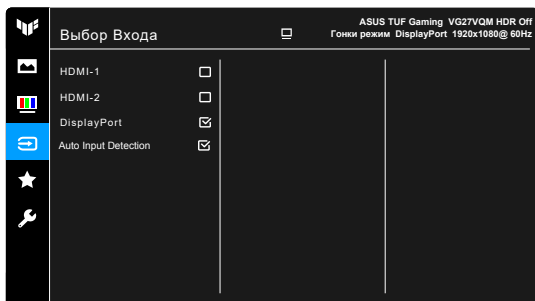 ASUS TUF Gaming VG27VQM HDR Off
Выбор Входа
Гонки режим DisplayPort 1920x1080@ 60Hz
HDMI-1
HDMI-2
DisplayPort
Auto Input Detection